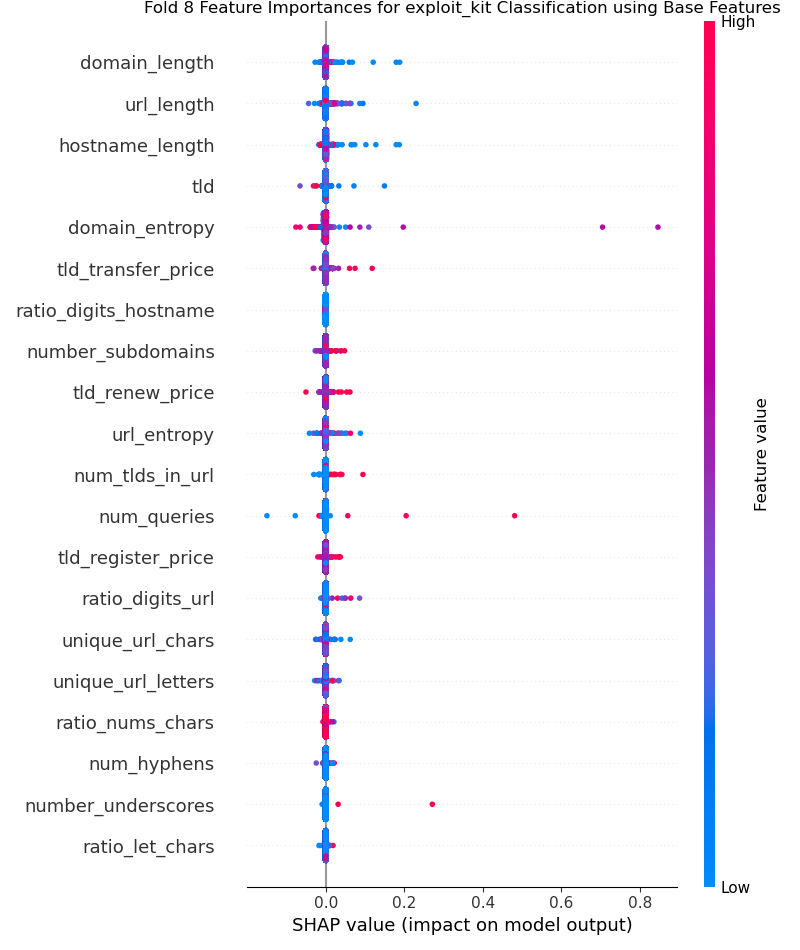 Fold 8 Feature Importances for exploit_kit Classification using Base Features
High
domain_length
url_length
hostname_length
tld
domain_entropy
tld_transfer_price
ratio_digits_hostname
number_subdomains
tld_renew_price
url_entropy
num_tlds_in_url
num_queries
tld_register_price
ratio_digits_url
unique_url_chars
unique_url_letters
ratio_nums_chars
num_hyphens
number_underscores
ratio_let_chars
Feature value
Low
0.0 0.2 0.4 0.6 0.8
SHAP value (impact on model output)